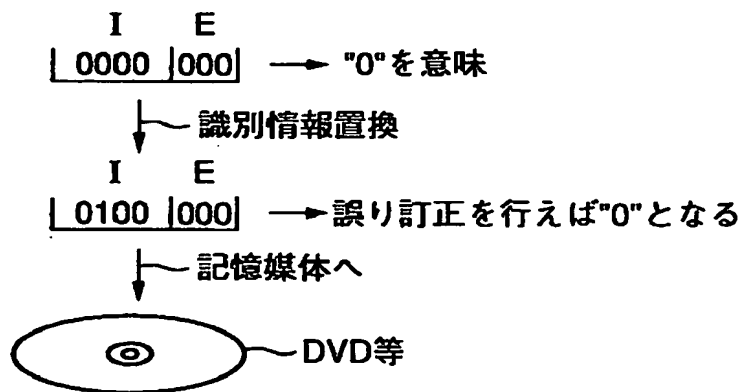 I E
0000 000 → "0"を意味
識別情報置換
I E
0100 000 → 誤り訂正を行えば"0"となる
記憶媒体へ
DVD等